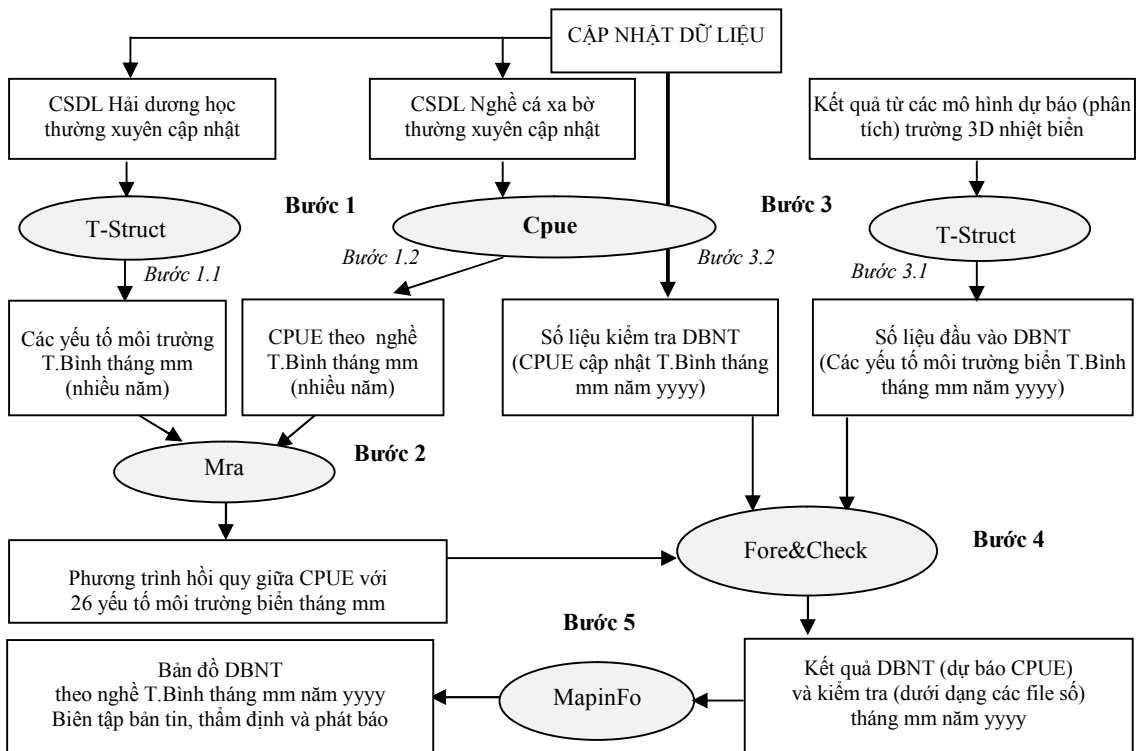 CẬP NHẬT DỮ LIỆU
CSDL Hải dương học
thường xuyên cập nhật
CSDL Nghề cá xa bờ
thường xuyên cập nhật
Kết quả từ các mô hình dự báo (phân
tích) trường 3D nhiệt biển
Bước 1
Bước 3
T-Struct
Cpue
T-Struct
Bước 1.1
Bước 1.2
Bước 3.2
Bước 3.1
Các yếu tố môi trường
T.Bình tháng mm
(nhiều năm)
CPUE theo nghề
T.Bình tháng mm
(nhiều năm)
Số liệu kiểm tra DBNT
(CPUE cập nhật T.Bình tháng
mm năm yyyy)
Số liệu đầu vào DBNT
(Các yếu tố môi trường biển T.Bình
tháng mm năm yyyy)
Mra
Bước 2
Fore&Check
Bước 4
Phương trình hồi quy giữa CPUE với
26 yếu tố môi trường biển tháng mm
Bước 5
Bản đồ DBNT
theo nghề T.Bình tháng mm năm yyyy
Biên tập bản tin, thẩm định và phát báo
MapinFo
Kết quả DBNT (dự báo CPUE)
và kiểm tra (dưới dạng các file số)
tháng mm năm yyyy